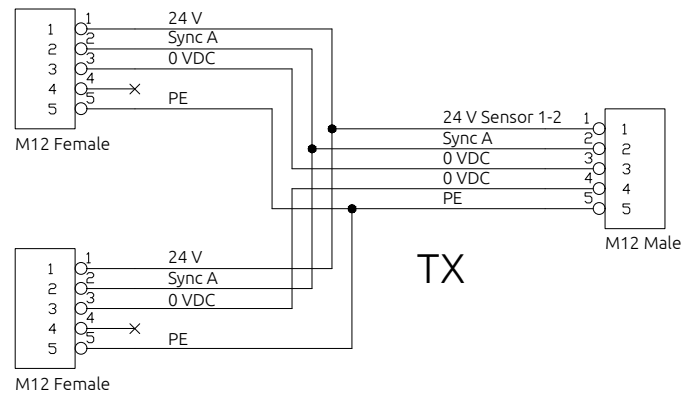 1 1 24 V
2 2 Sync A
3 3 0 VDC
4 4
5 5 PE
M12 Female
24 V Sensor 1-2 1 1
Sync A 2 2
0 VDC 3 3
0 VDC 4 4
PE 5 5
M12 Male
TX
1 1 24 V
2 2 Sync A
3 3 0 VDC
4 4
5 5 PE
M12 Female